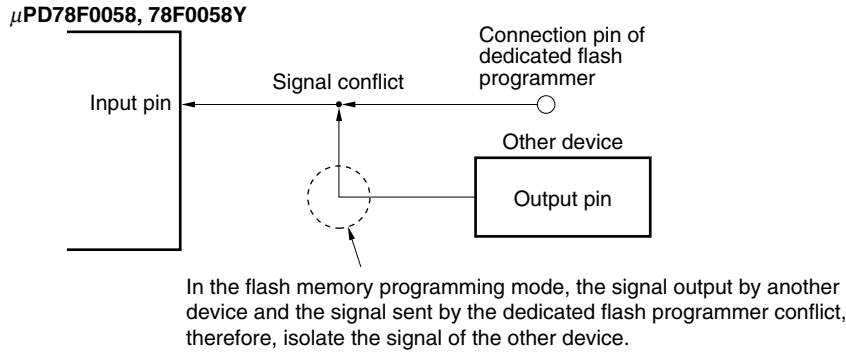 μPD78F0058, 78F0058Y
Connection pin of
dedicated flash
programmer
Signal conflict
Input pin
Other device
Output pin
In the flash memory programming mode, the signal output by another
device and the signal sent by the dedicated flash programmer conflict,
therefore, isolate the signal of the other device.